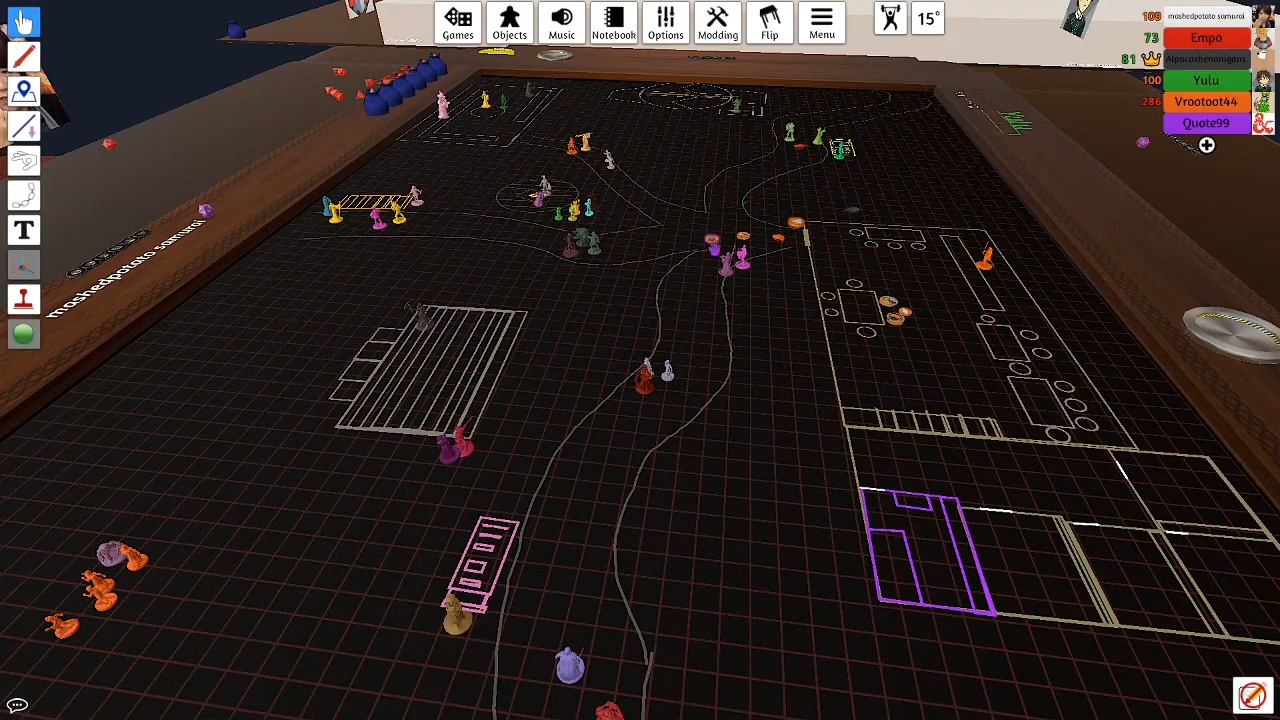 Games
Objects
Music
Notebook
Options
Modding
Flip
Menu
15°
109 mashedpotato samurai
73 Empo
81 Alpacashenanigans
100 Yulu
286 Vrootoot44
Quote99
T
mashedpotato samurai